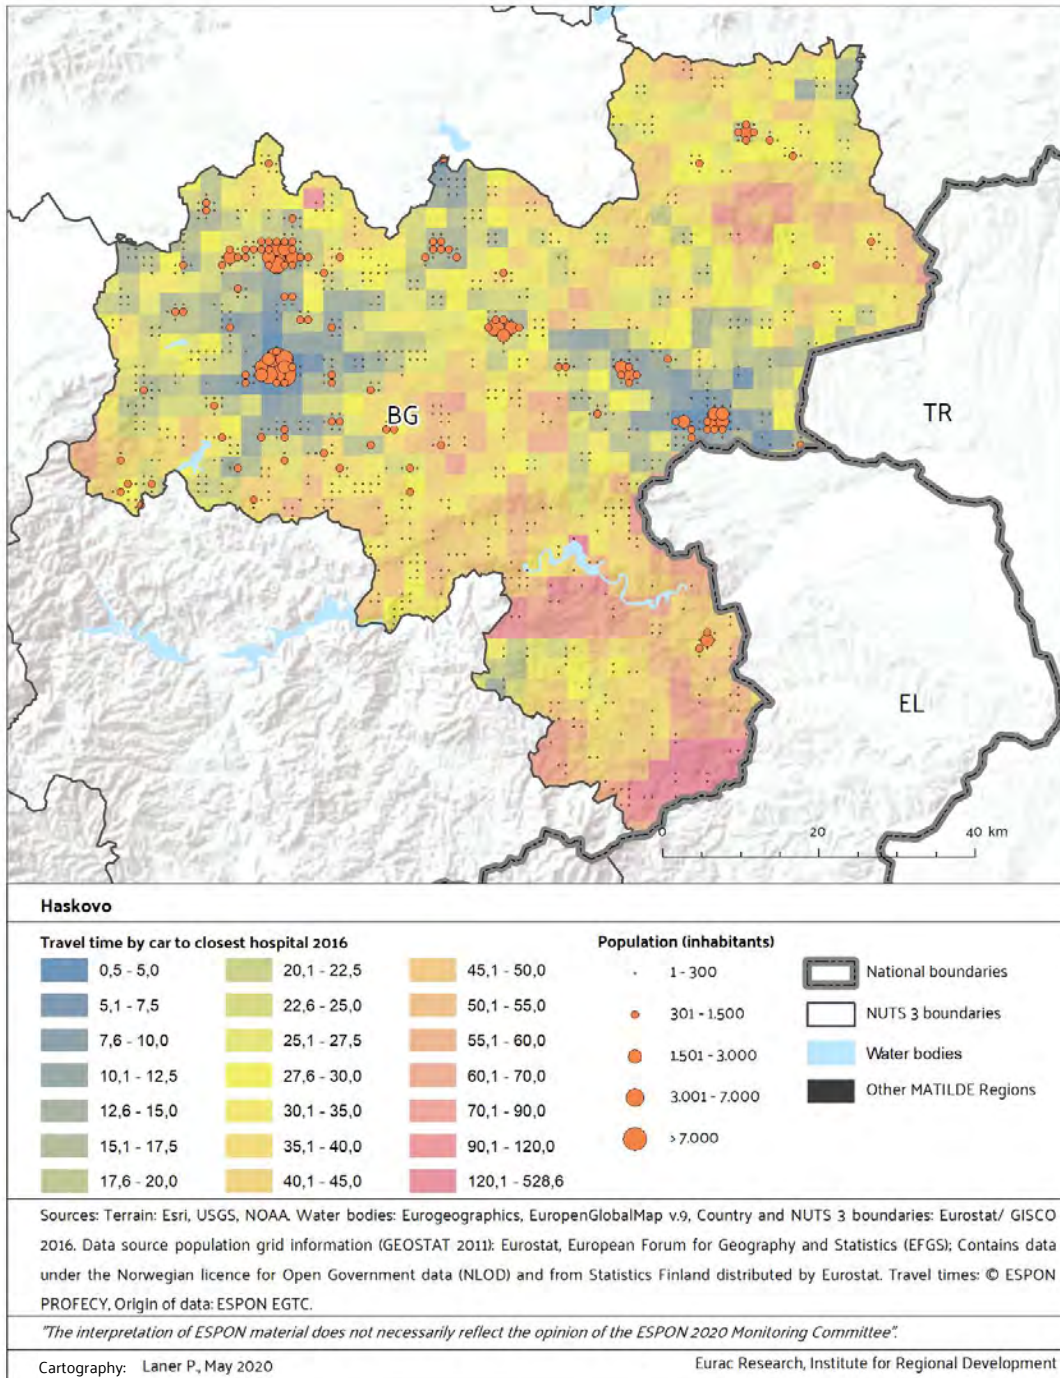 BG
TR
EL
0 20 40 km
Haskovo
Travel time by car to closest hospital 2016
0,5 - 5,0
5,1 - 7,5
7,6 - 10,0
10,1 - 12,5
12,6 - 15,0
15,1 - 17,5
17,6 - 20,0
20,1 - 22,5
22,6 - 25,0
25,1 - 27,5
27,6 - 30,0
30,1 - 35,0
35,1 - 40,0
40,1 - 45,0
45,1 - 50,0
50,1 - 55,0
55,1 - 60,0
60,1 - 70,0
70,1 - 90,0
90,1 - 120,0
120,1 - 528,6
Population (inhabitants)
1 - 300
301 - 1.500
1.501 - 3.000
3.001 - 7.000
> 7.000
National boundaries
NUTS 3 boundaries
Water bodies
Other MATILDE Regions
Sources: Terrain: Esri, USGS, NOAA. Water bodies: Eurogeographics, EuropenGlobalMap v.9, Country and NUTS 3 boundaries: Eurostat/ GISCO
2016. Data source population grid information (GEOSTAT 2011): Eurostat, European Forum for Geography and Statistics (EFGS); Contains data
under the Norwegian licence for Open Government data (NLOD) and from Statistics Finland distributed by Eurostat. Travel times: © ESPON
PROFECY, Origin of data: ESPON EGTC.
"The interpretation of ESPON material does not necessarily reflect the opinion of the ESPON 2020 Monitoring Committee".
Cartography: Laner P., May 2020
Eurac Research, Institute for Regional Development